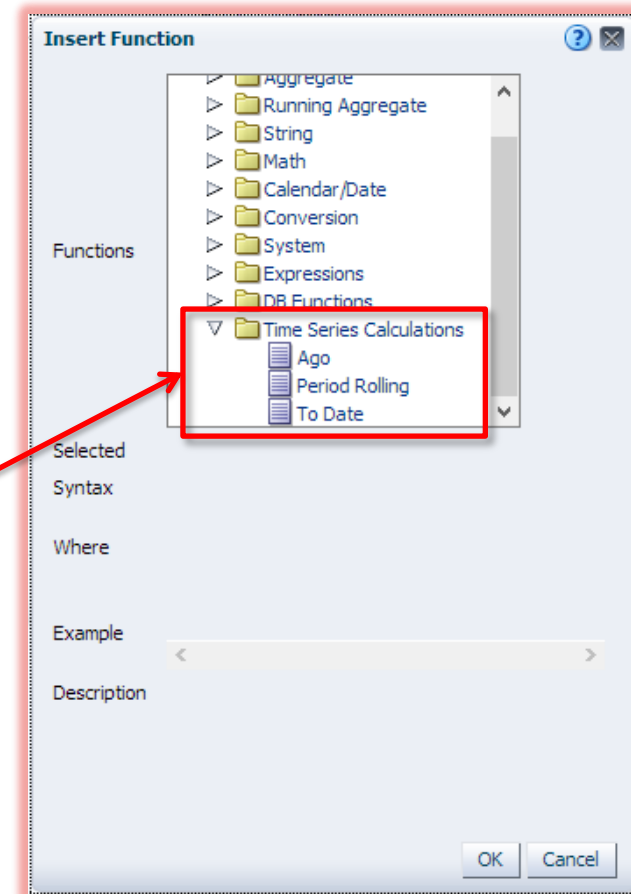 Insert Function
Aggregate
Running Aggregate
String
Math
Calendar/Date
Conversion
System
Expressions
DB Functions
Time Series Calculations
Ago
Period Rolling
To Date
Functions
Selected
Syntax
Where
Example
Description
OK Cancel